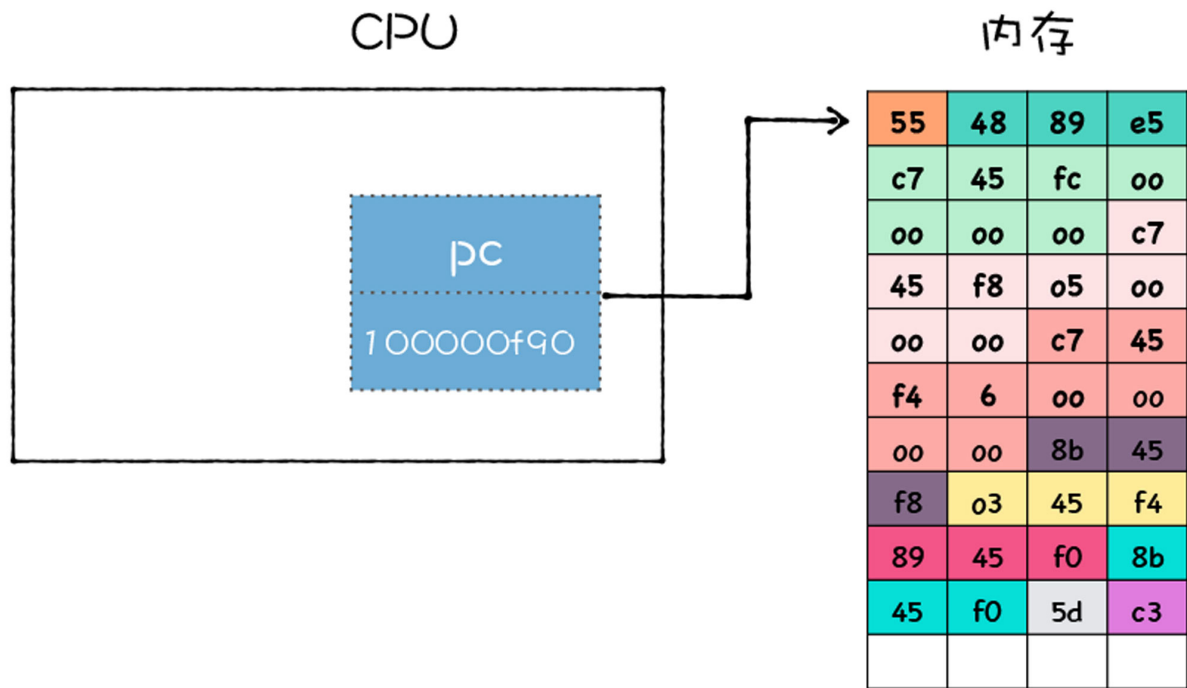 CPU
内存
pc
100000f90
55 48 89 e5
c7 45 fc 00
00 00 00 c7
45 f8 05 00
00 00 c7 45
f4 6 00 00
00 00 8b 45
f8 03 45 f4
89 45 f0 8b
45 f0 5d c3